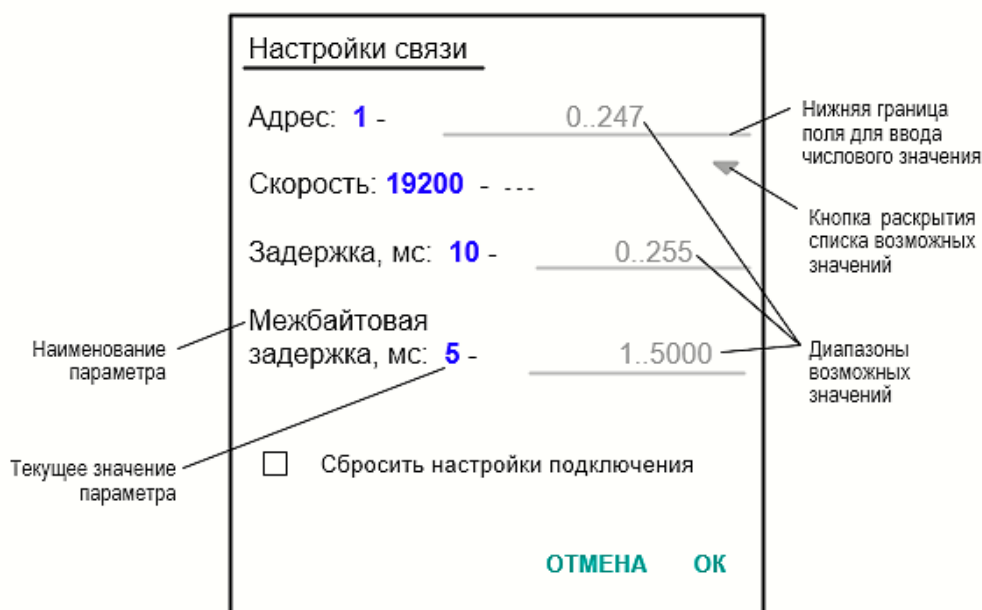 Настройки связи
Адрес: 1 - 0..247
Скорость: 19200 - ---
Задержка, мс: 10 - 0..255
Межбайтовая
задержка, мс: 5 - 1..5000
Сбросить настройки подключения
ОТМЕНА ОК
Наименование
параметра
Текущее значение
параметра
Нижняя граница
поля для ввода
числового значения
Кнопка раскрытия
списка возможных
значений
Диапазоны
возможных
значений